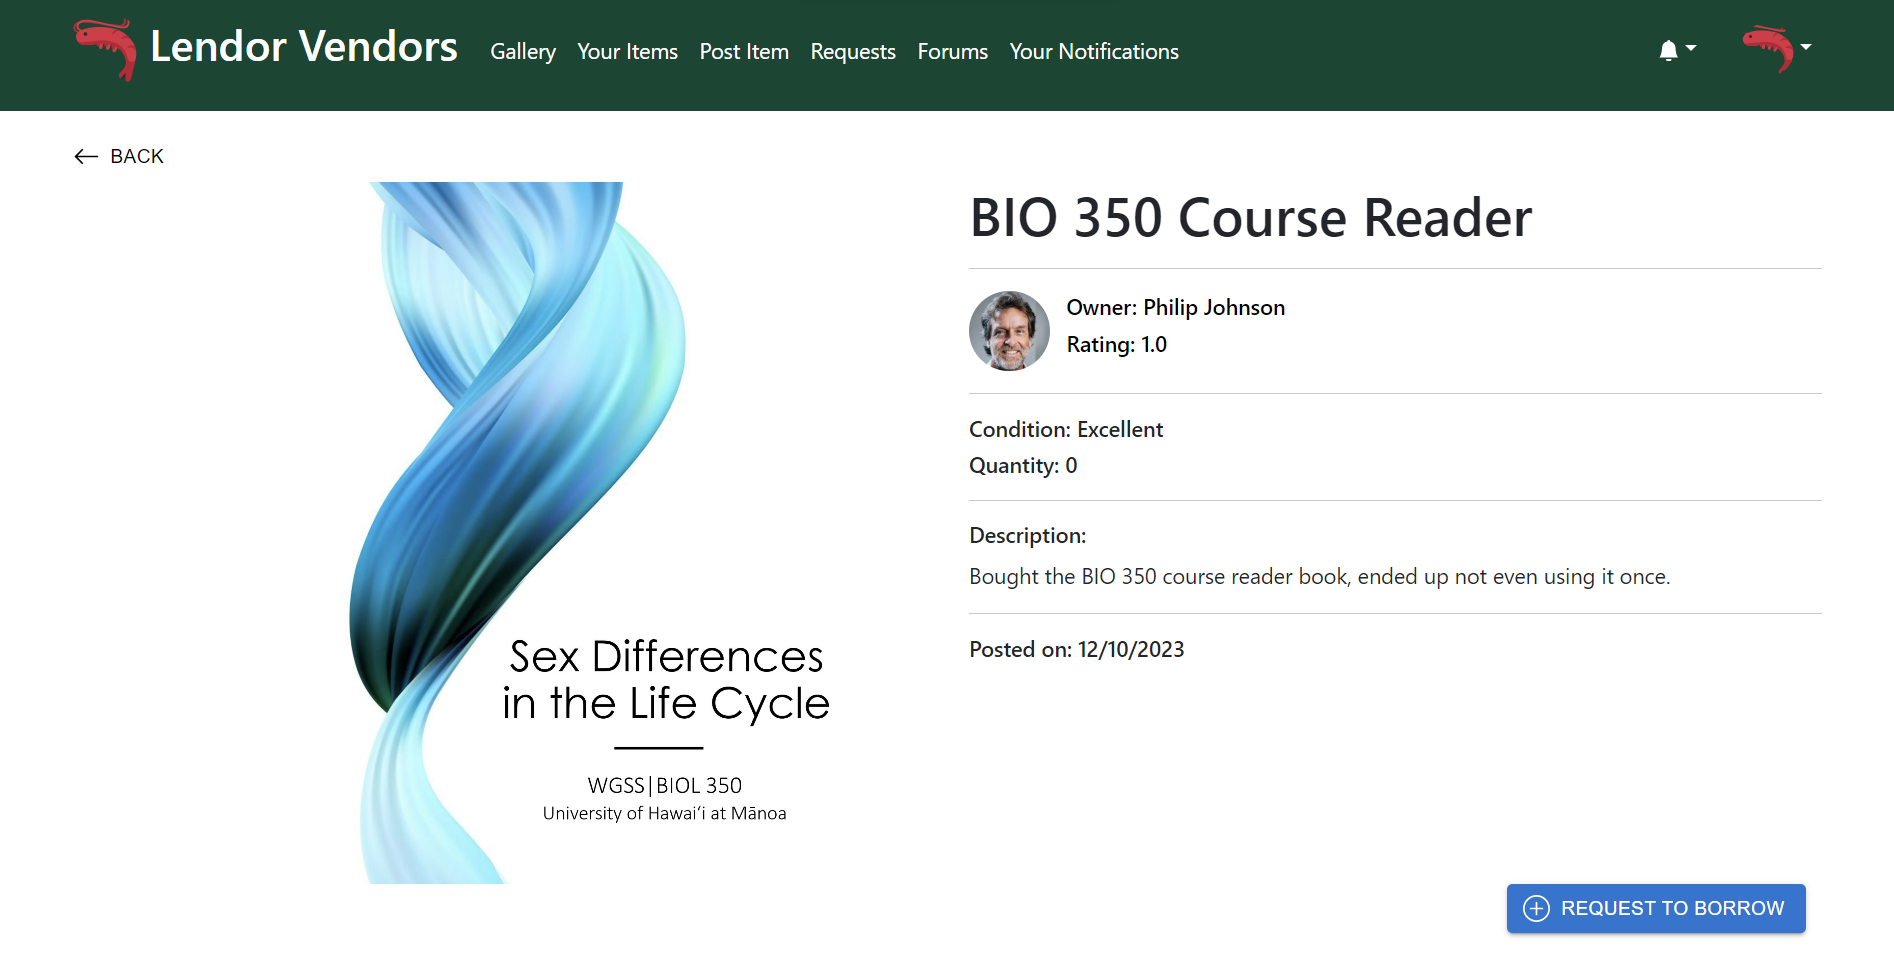 Lendor Vendors Gallery Your Items Post Item Requests Forums Your Notifications
BACK
Sex Differences
in the Life Cycle
WGSS|BIOL 350
University of Hawaiʻi at Mānoa
BIO 350 Course Reader
Owner: Philip Johnson
Rating: 1.0
Condition: Excellent
Quantity: 0
Description:
Bought the BIO 350 course reader book, ended up not even using it once.
Posted on: 12/10/2023
REQUEST TO BORROW